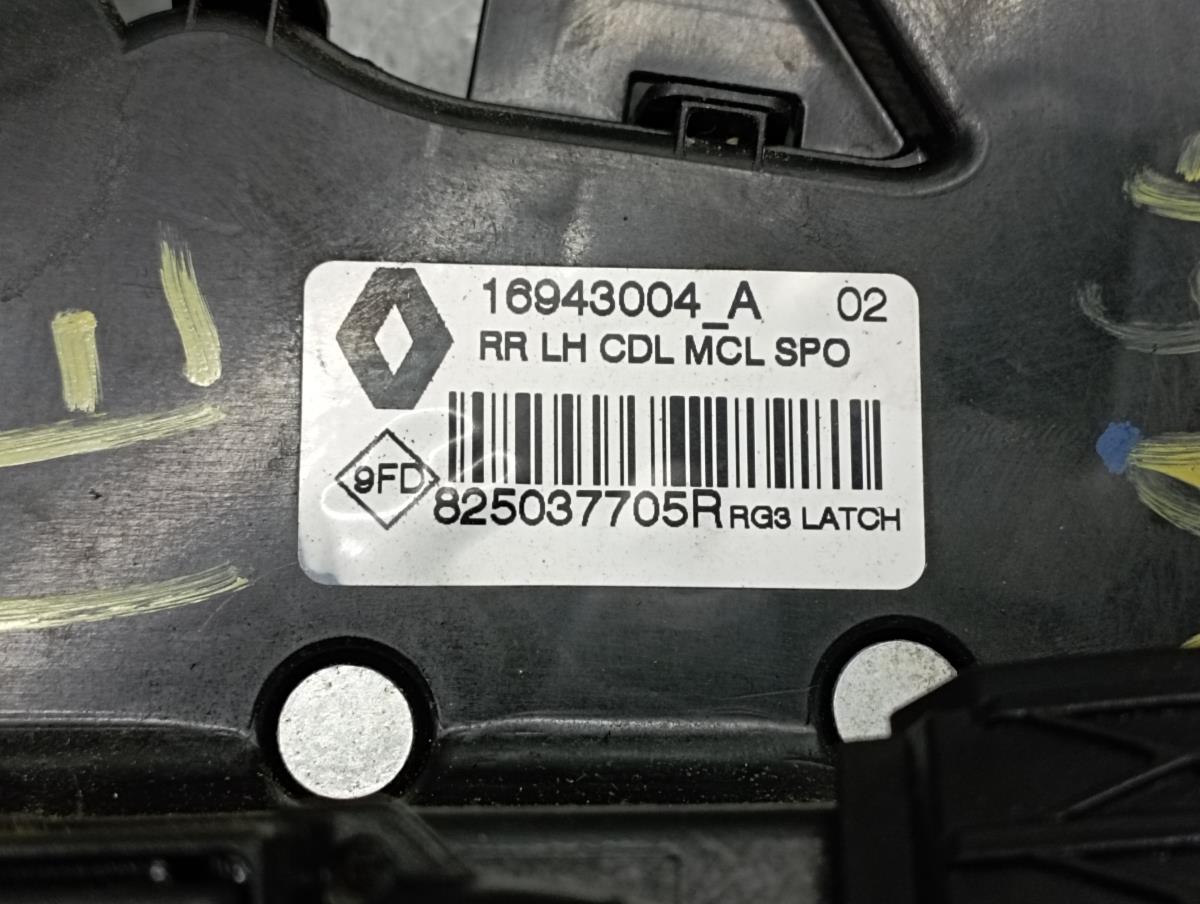 16943004_A 02
RR LH CDL MCL SPO
9FD
825037705R RG3 LATCH